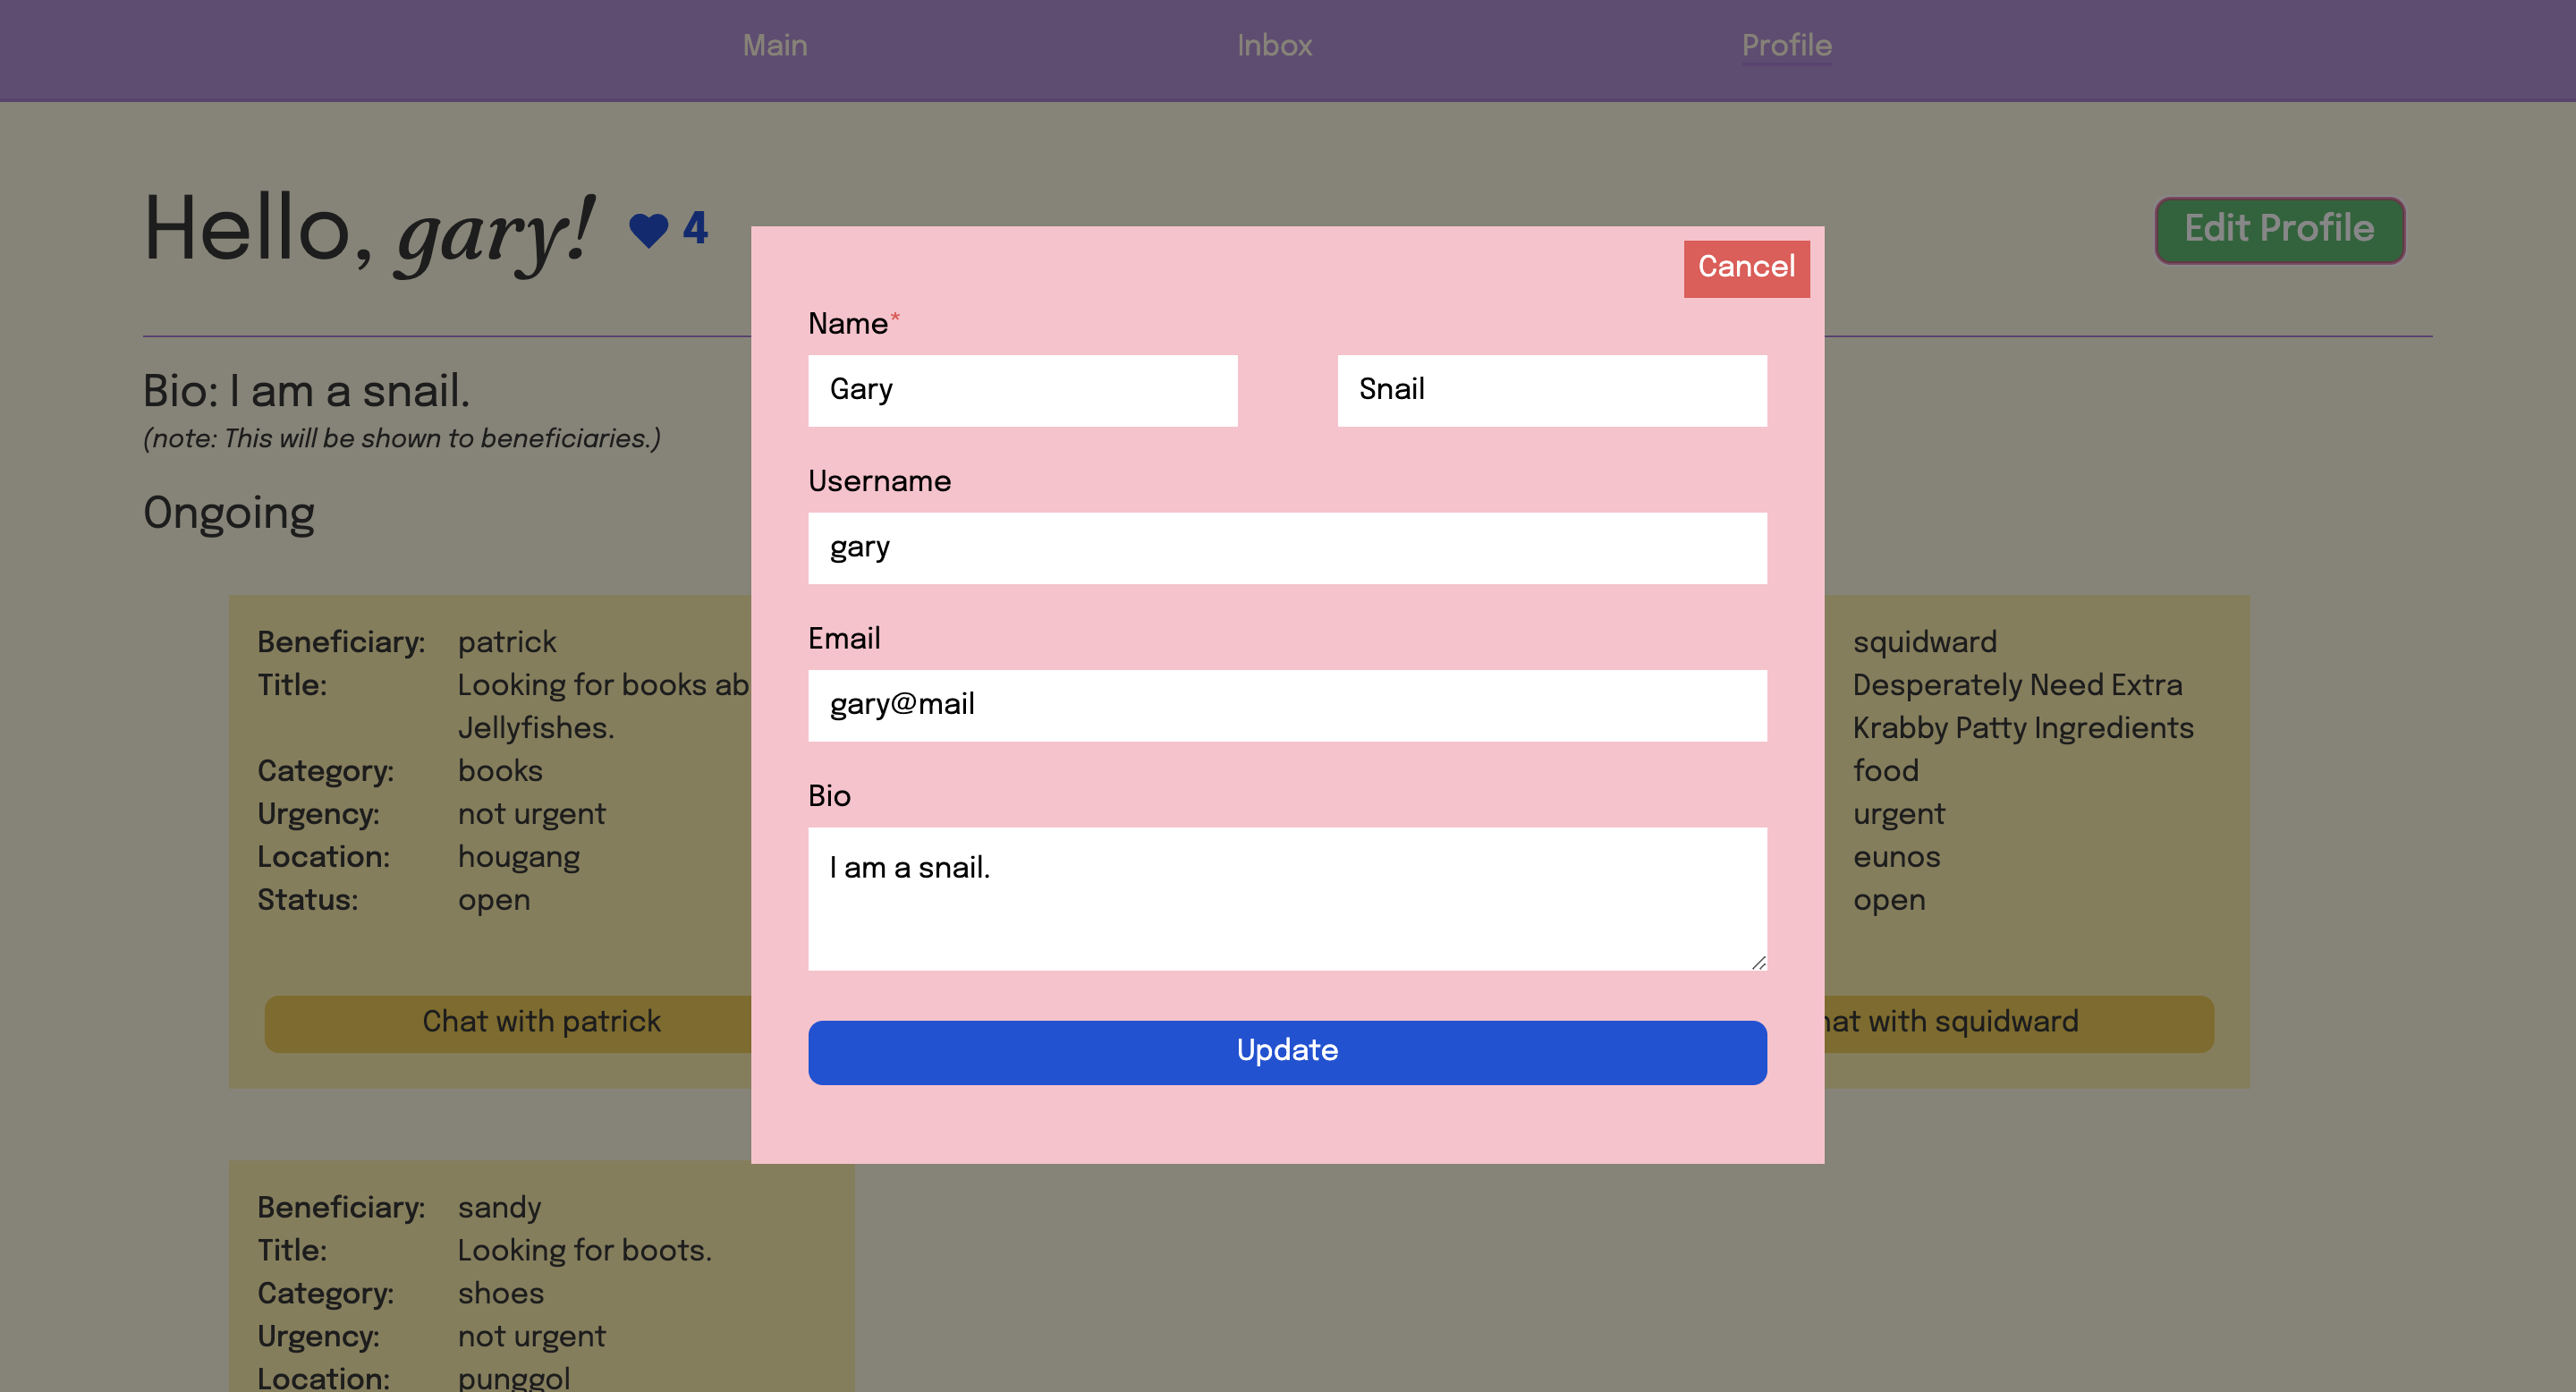 Main Inbox Profile
Hello, gary! 4 Edit Profile
Bio: I am a snail.
(note: This will be shown to beneficiaries.)
Ongoing
Beneficiary: patrick
Title: Looking for books ab
Jellyfishes.
Category: books
Urgency: not urgent
Location: hougang
Status: open
Chat with patrick
Cancel
Name*
Gary Snail
Username
gary
Email
gary@mail
Bio
I am a snail.
Update
squidward
Desperately Need Extra
Krabby Patty Ingredients
food
urgent
eunos
open
hat with squidward
Beneficiary: sandy
Title: Looking for boots.
Category: shoes
Urgency: not urgent
Location: punggol